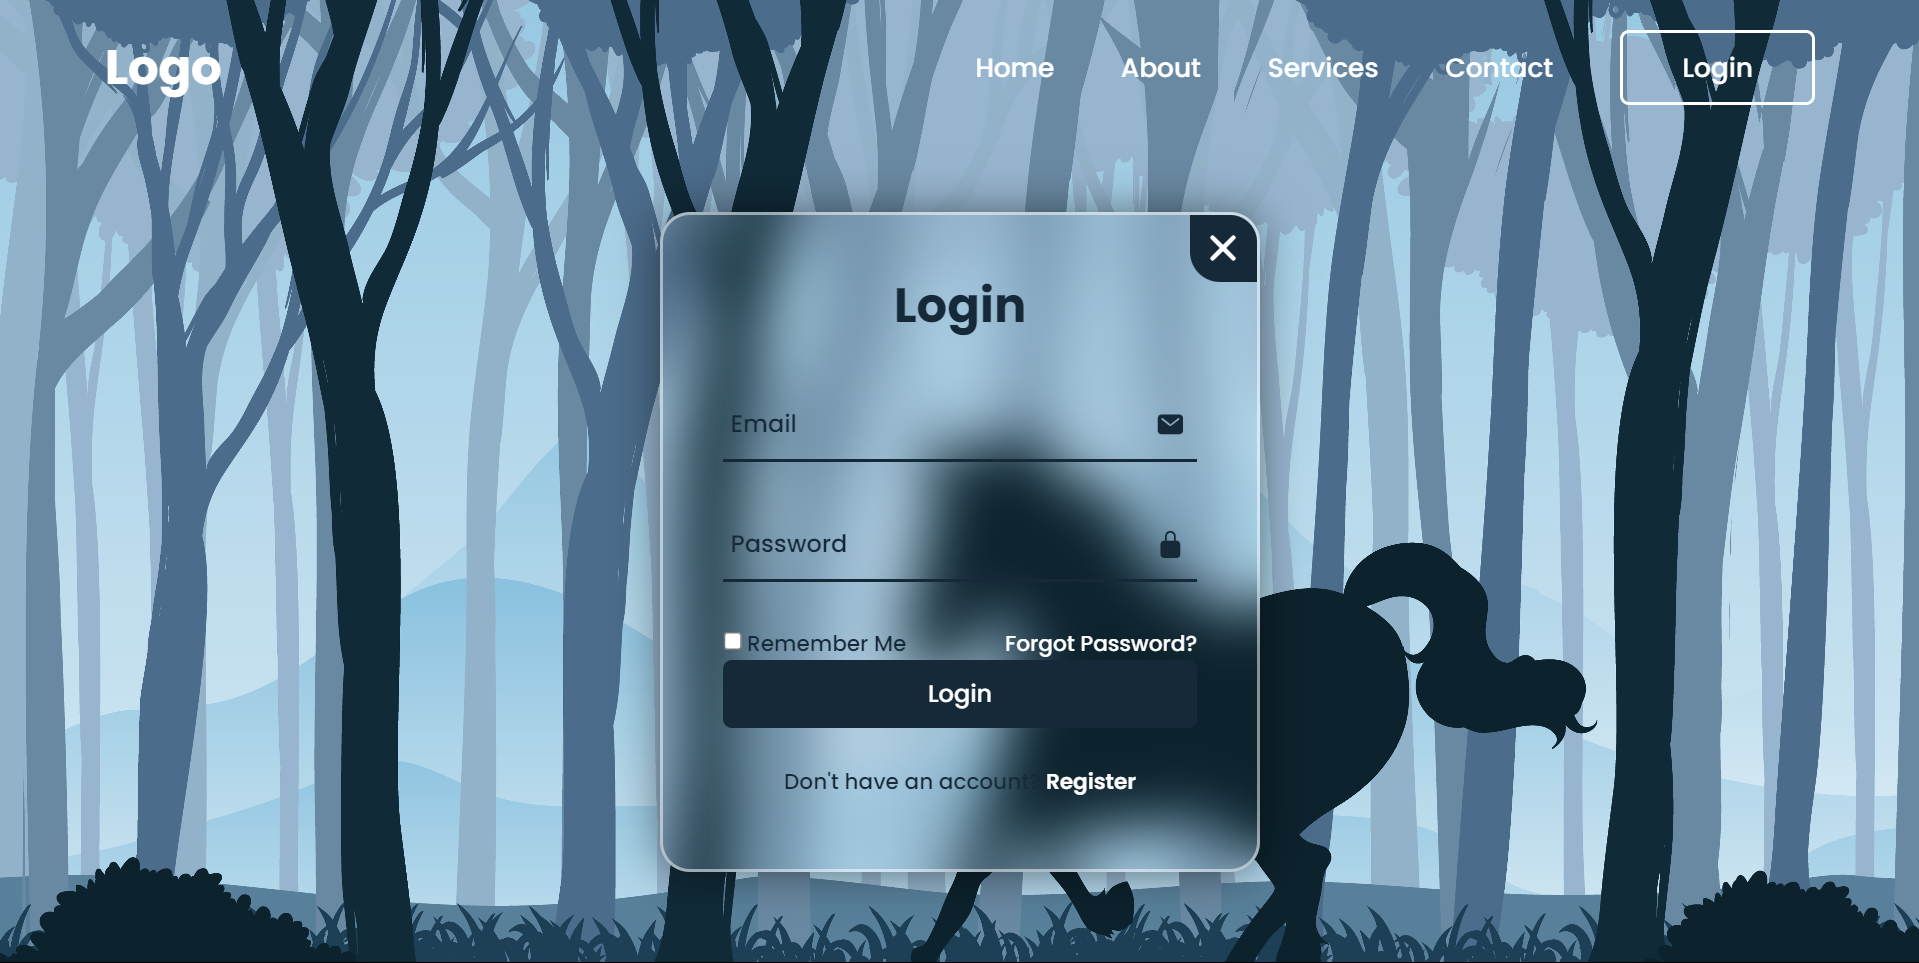 Logo
Home About Services Contact Login
Login
Email
Password
Remember Me Forgot Password?
Login
Don't have an account? Register